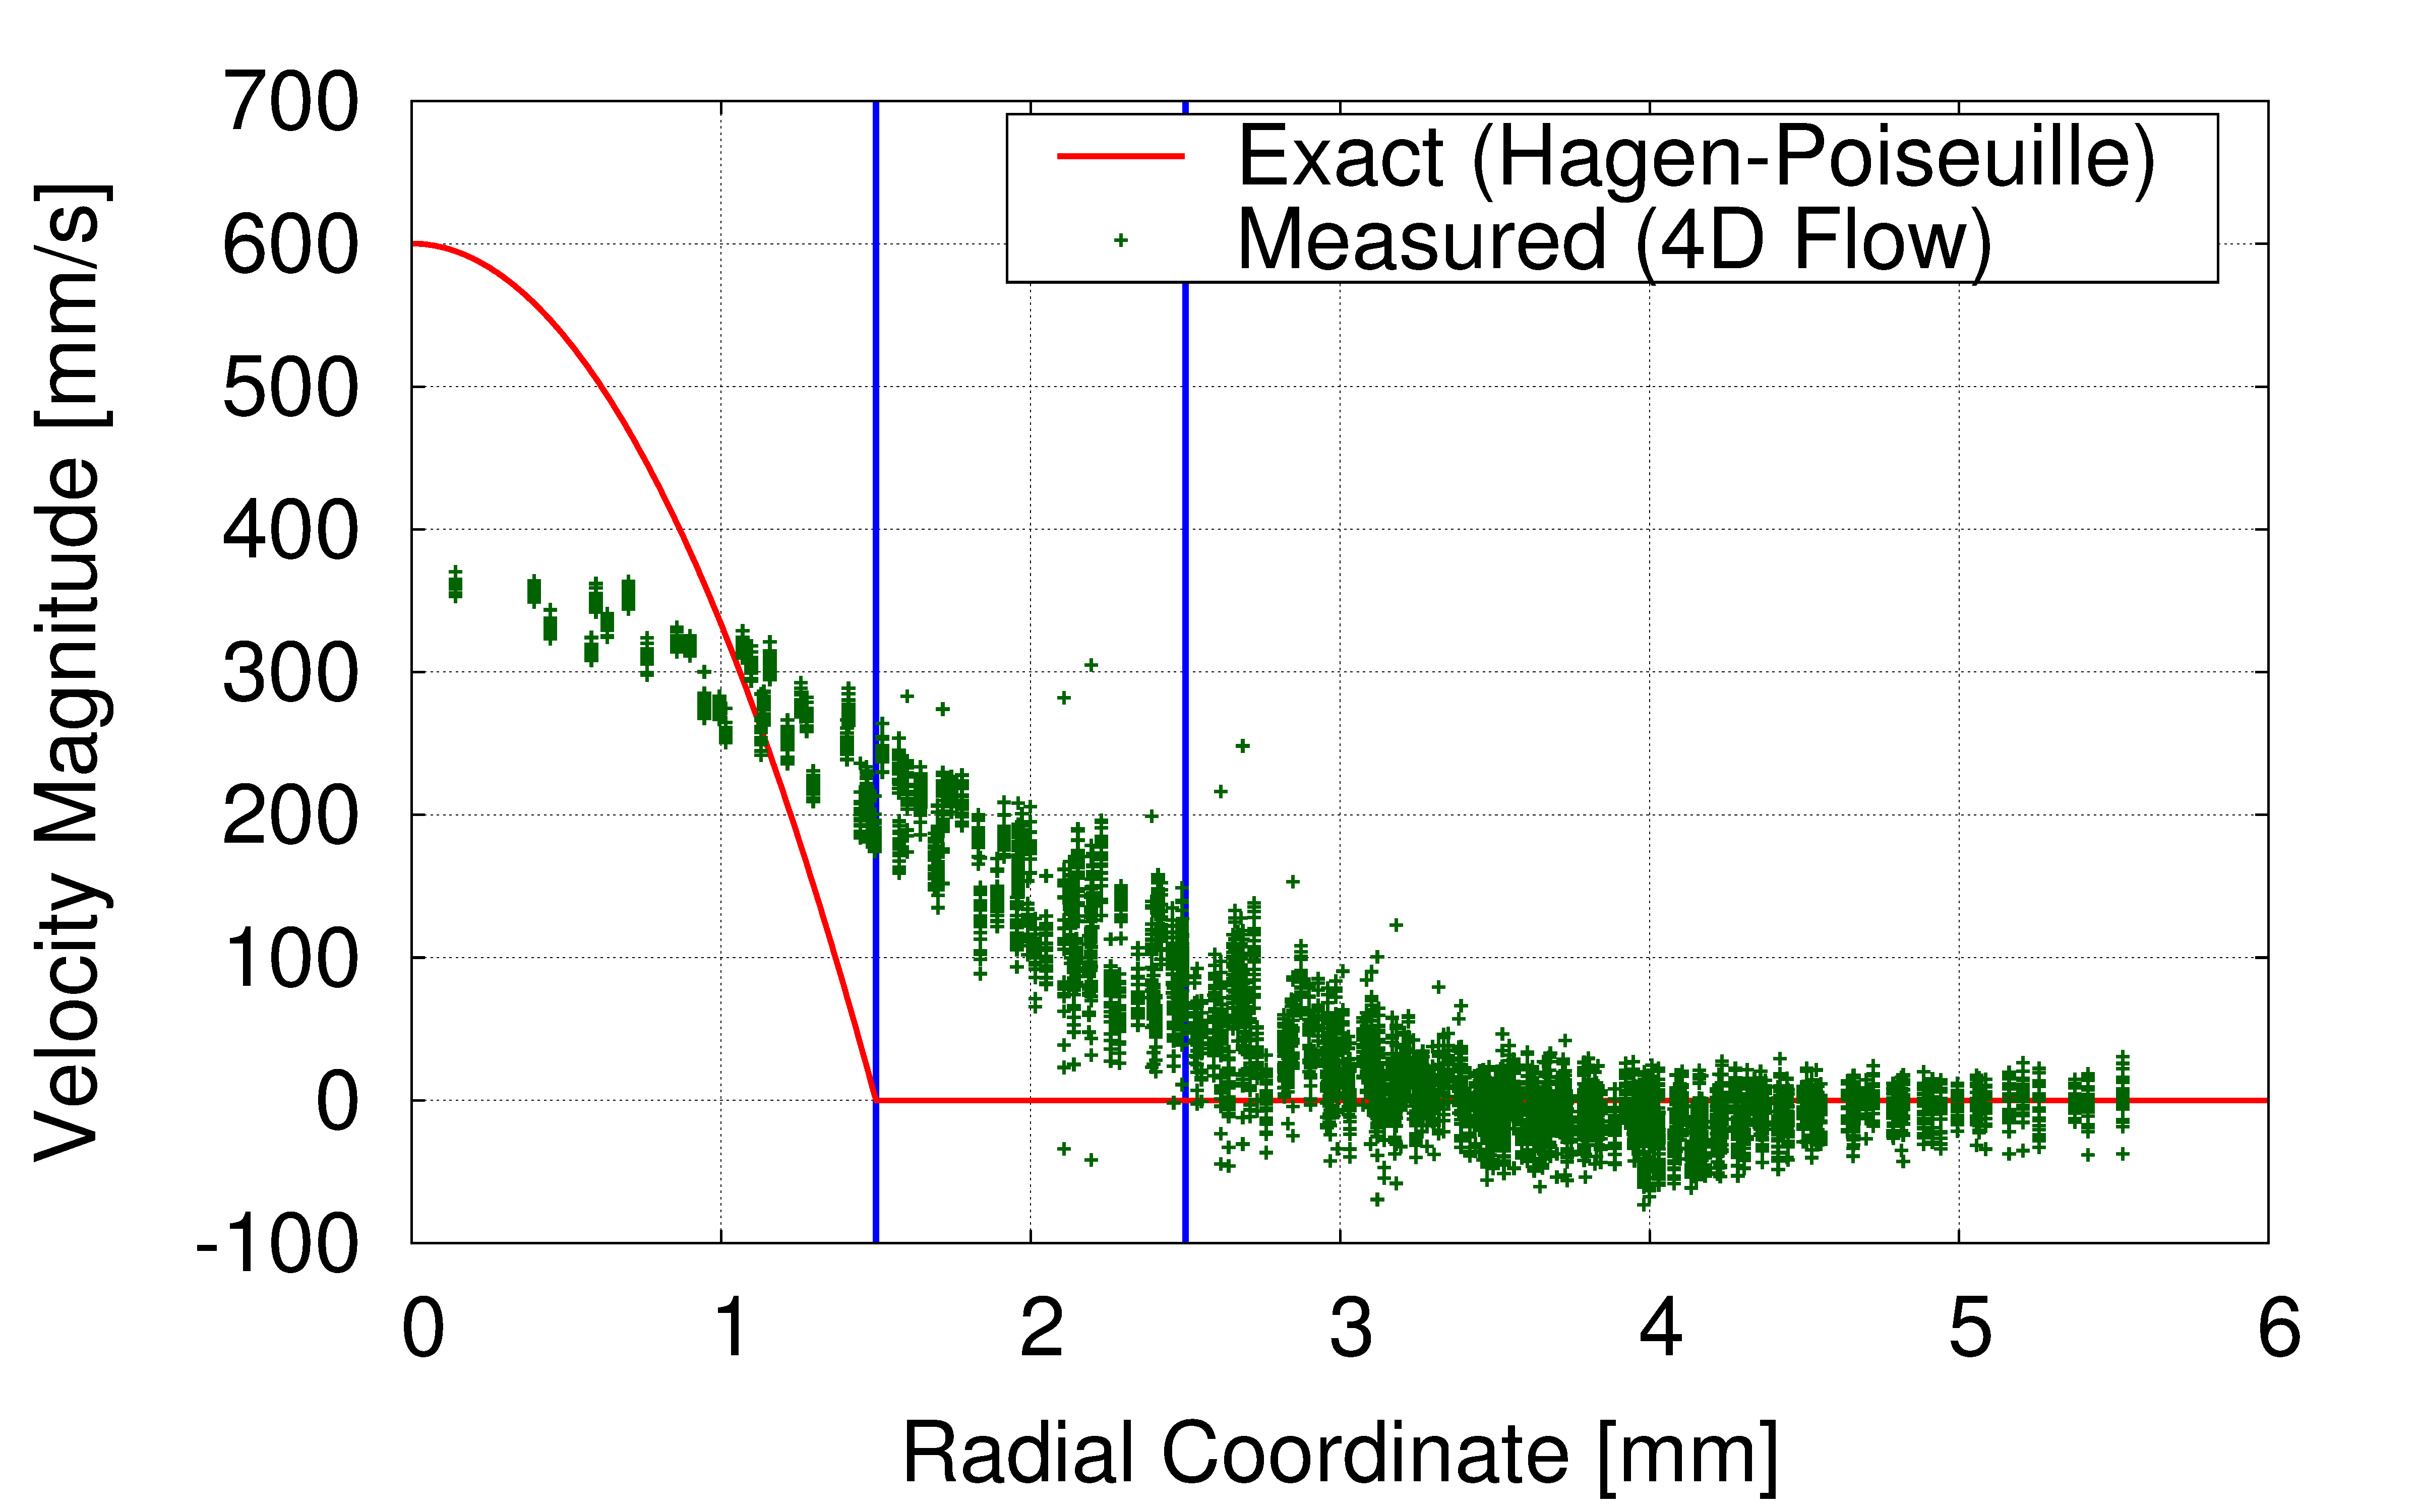 700
600
500
400
300
200
100
0
-100
Velocity Magnitude [mm/s]
Exact (Hagen-Poiseuille)
Measured (4D Flow)
0 1 2 3 4 5 6
Radial Coordinate [mm]